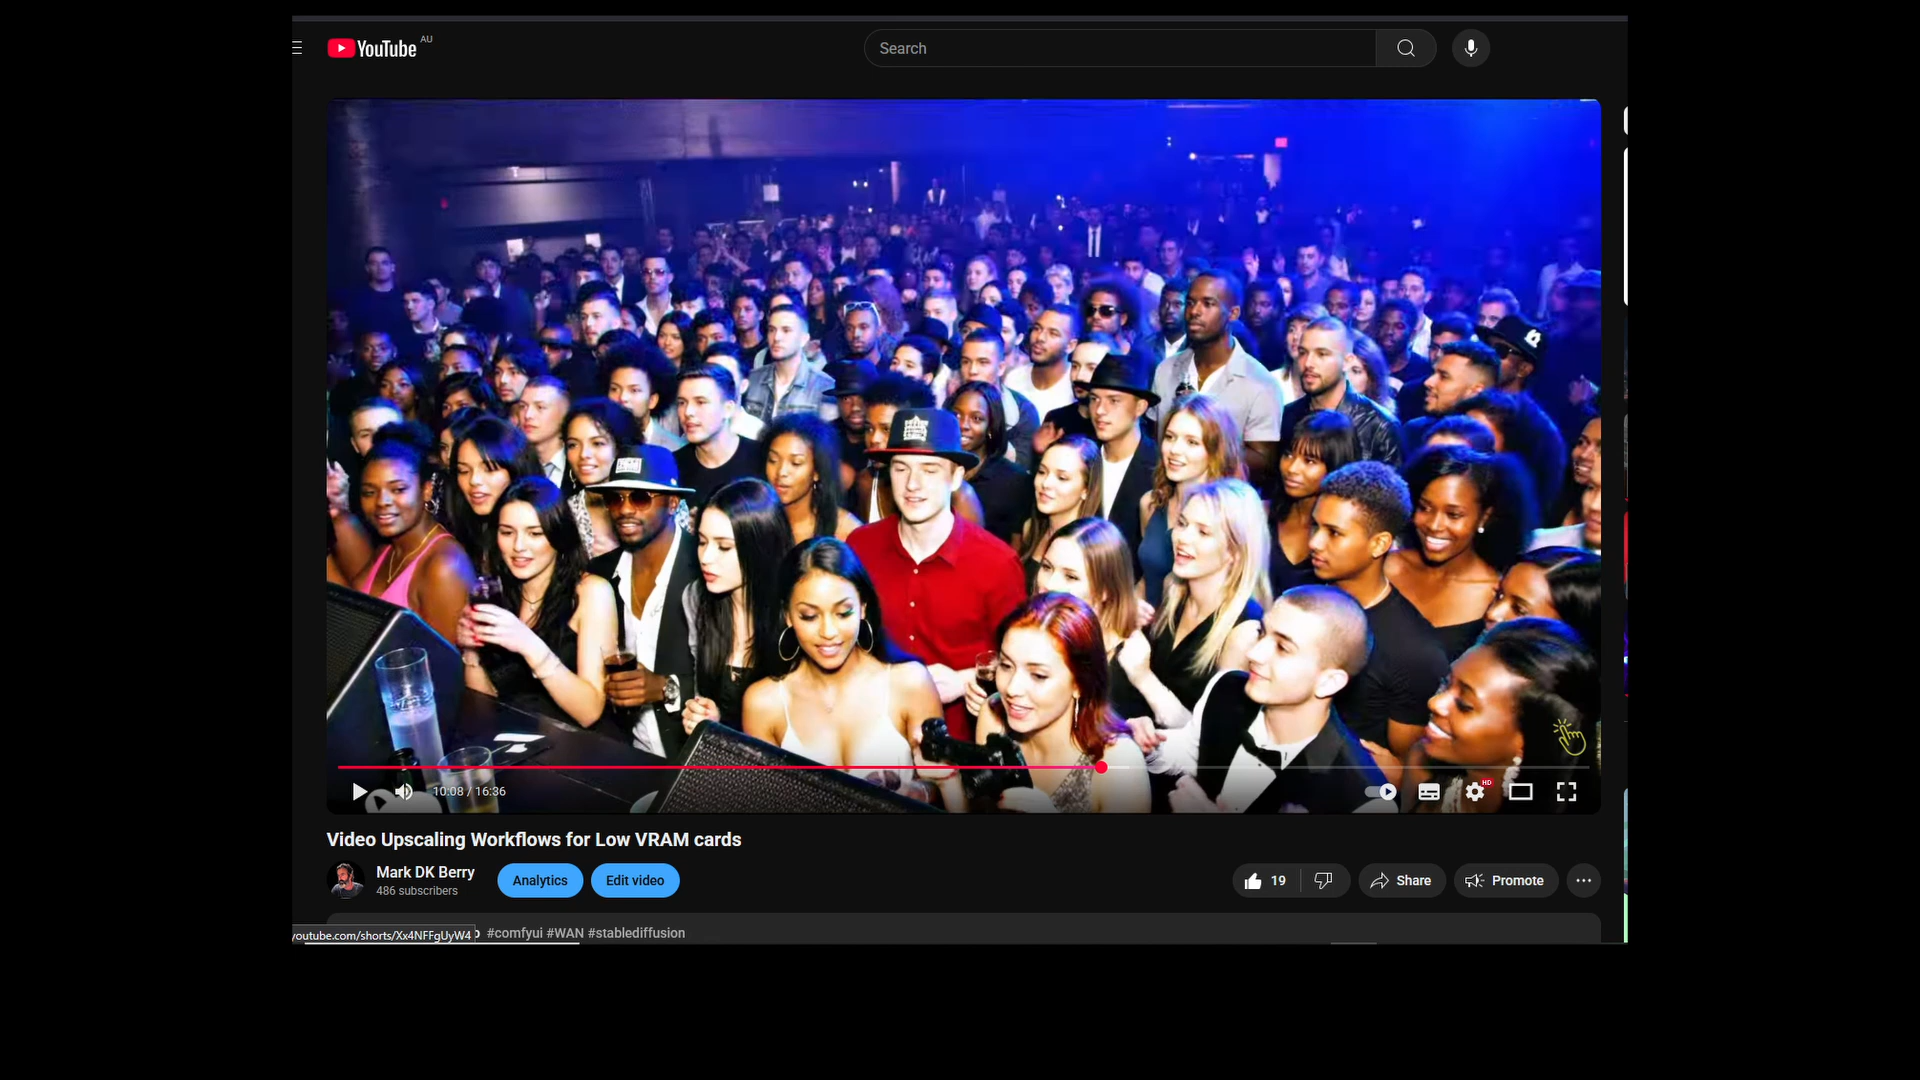 YouTube AU
Search
HD
10:08 / 16:36
Video Upscaling Workflows for Low VRAM cards
Mark DK Berry
486 subscribers
Analytics
Edit video
19
Share
Promote
youtube.com/shorts/Xx4NFFgUyW4
#comfyui #WAN #stablediffusion